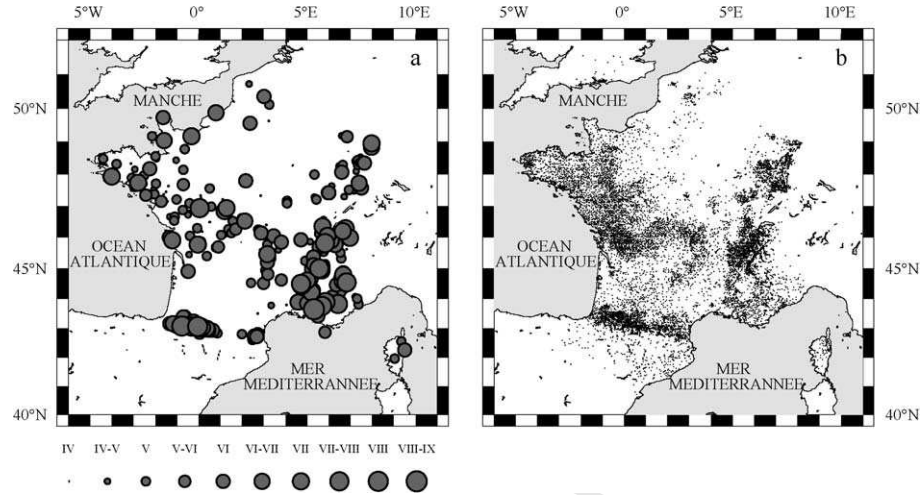 5°W 0° 5°E 10°E 5°W 0° 5°E 10°E
a b
50°N MANCHE MANCHE 50°N
OCEAN OCEAN
ATLANTIQUE ATLANTIQUE
45°N 45°N
MER MER
MEDITERRANNEE MEDITERRANNEE
40°N 40°N
IV IV-V V V-VI VI VI-VII VII VII-VIII VIII VIII-IX